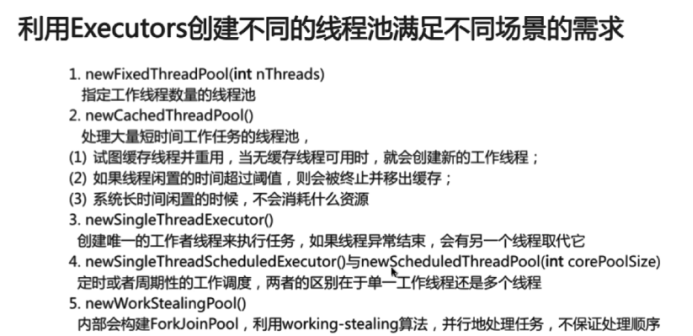 利用Executors创建不同的线程池满足不同场景的需求
1. newFixedThreadPool(int nThreads)
指定工作线程数量的线程池
2. newCachedThreadPool()
处理大量短时间工作任务的线程池，
(1) 试图缓存线程并重用，当无缓存线程可用时，就会创建新的工作线程；
(2) 如果线程闲置的时间超过阈值，则会被终止并移出缓存；
(3) 系统长时间闲置的时候，不会消耗什么资源
3. newSingleThreadExecutor()
创建唯一的工作者线程来执行任务，如果线程异常结束，会有另一个线程取代它
4. newSingleThreadScheduledExecutor()与newScheduledThreadPool(int corePoolSize)
定时或者周期性的工作调度，两者的区别在于单一工作线程还是多个线程
5. newWorkStealingPool()
内部会构建ForkJoinPool，利用working-stealing算法，并行地处理任务，不保证处理顺序